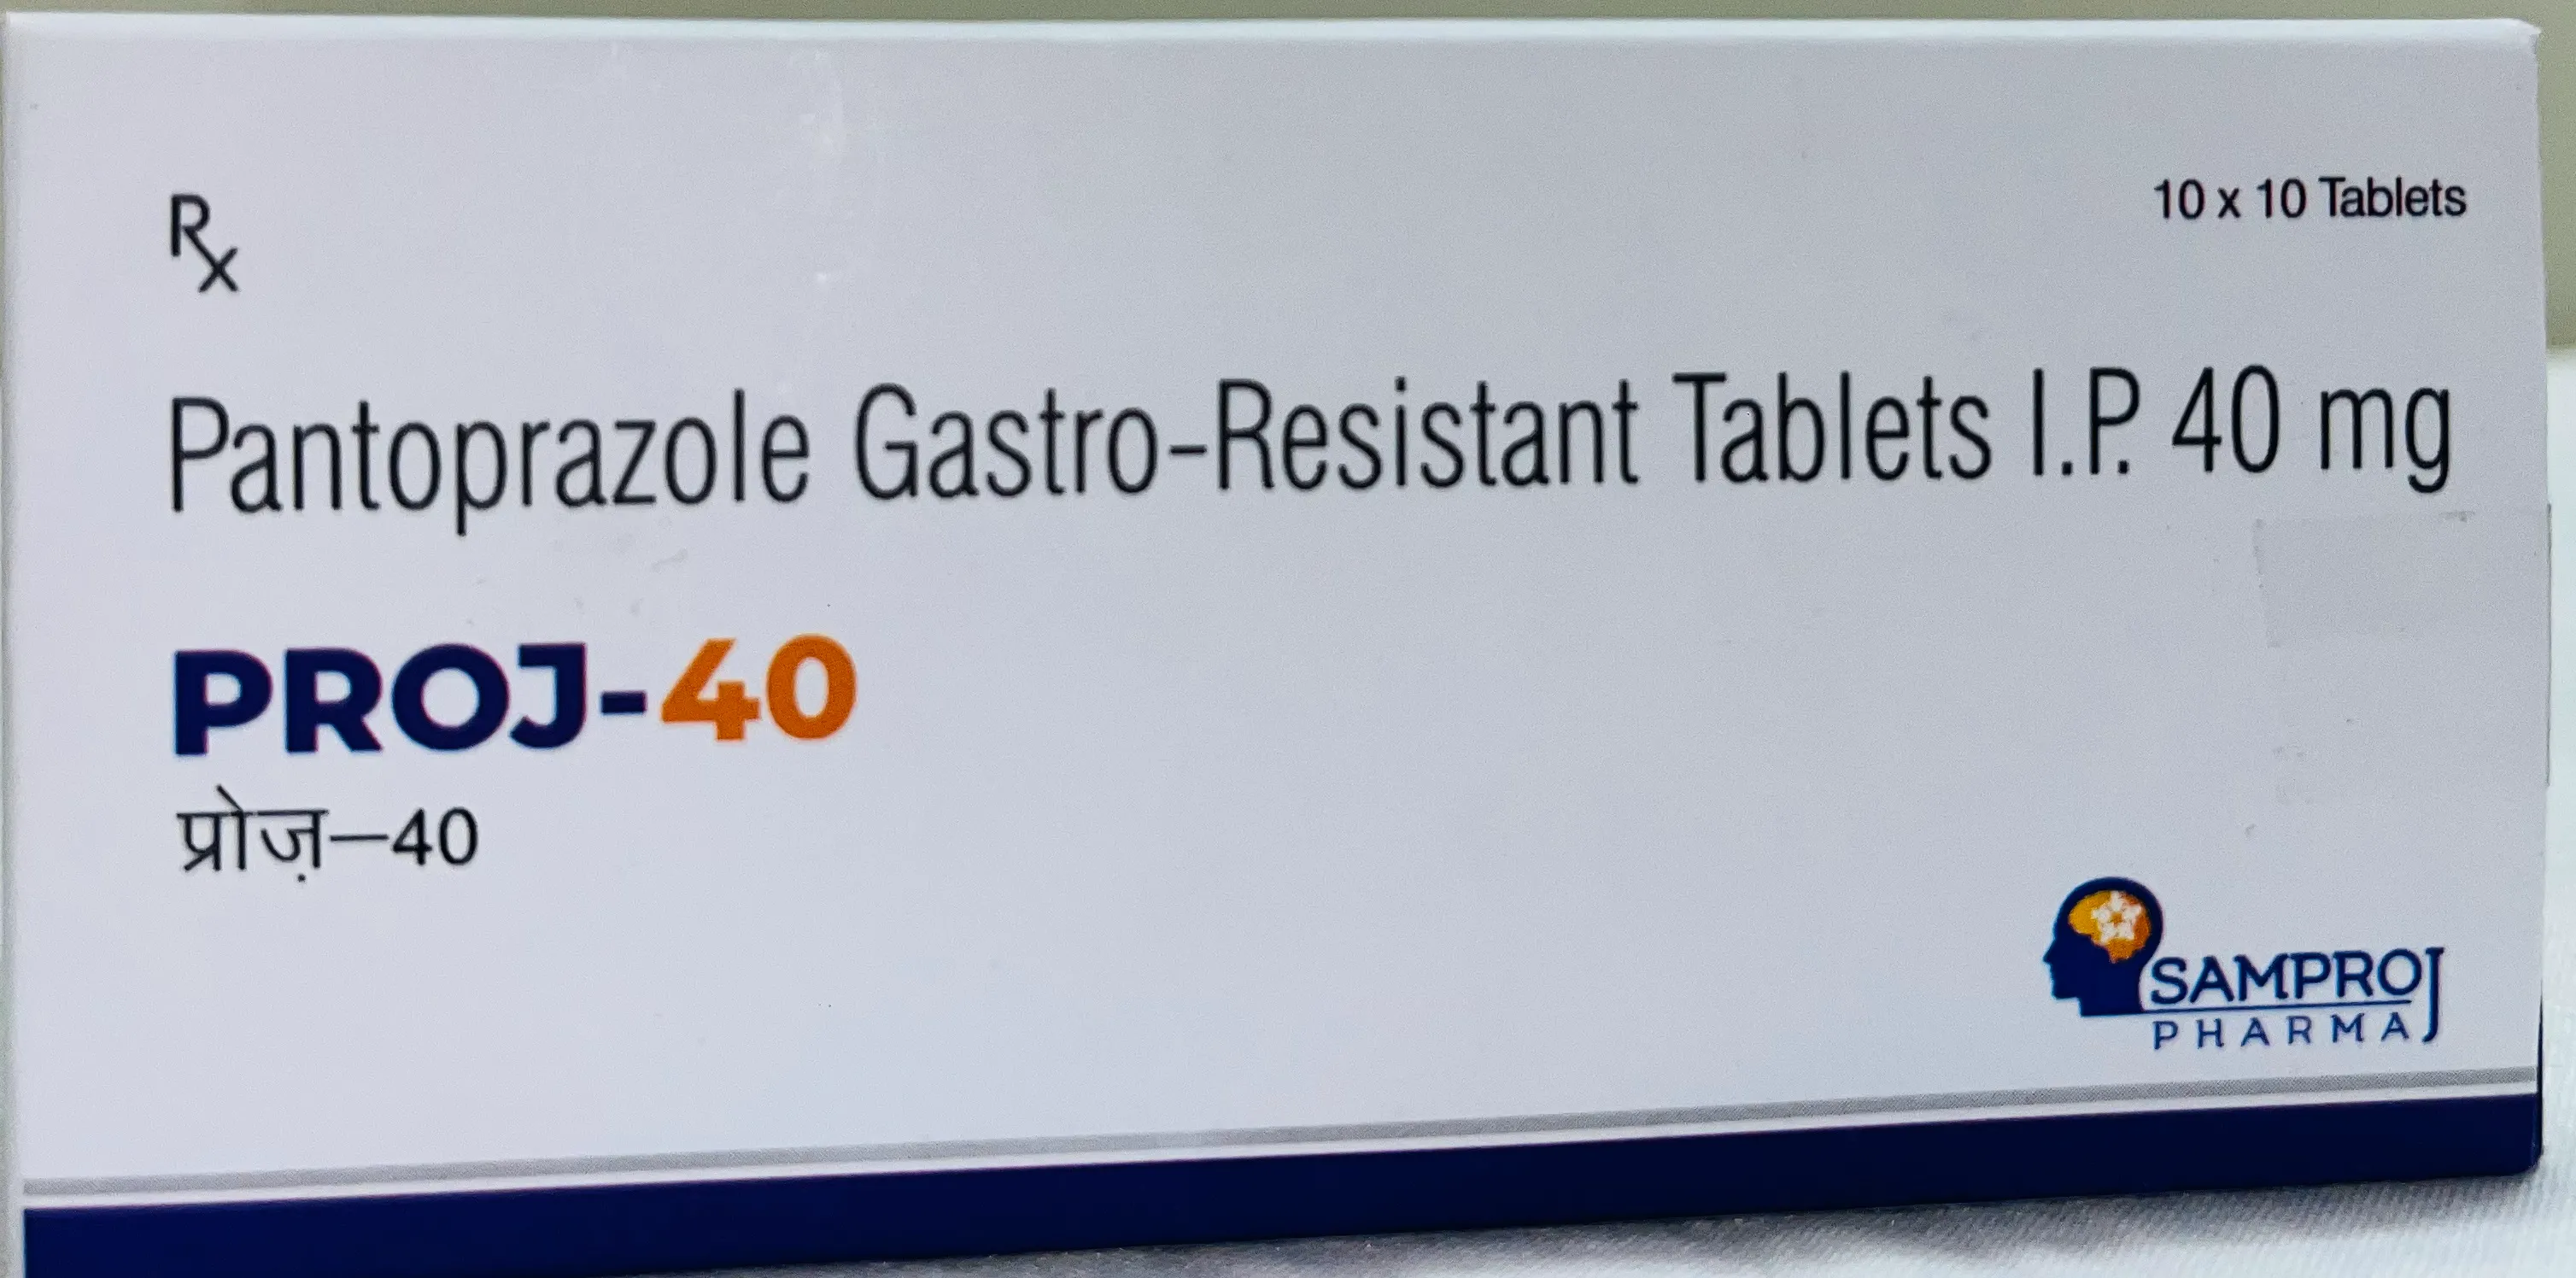 Rx
10 x 10 Tablets
Pantoprazole Gastro-Resistant Tablets I.P. 40 mg
PROJ-40
प्रोज़–40
SAMPROJ
PHARMA